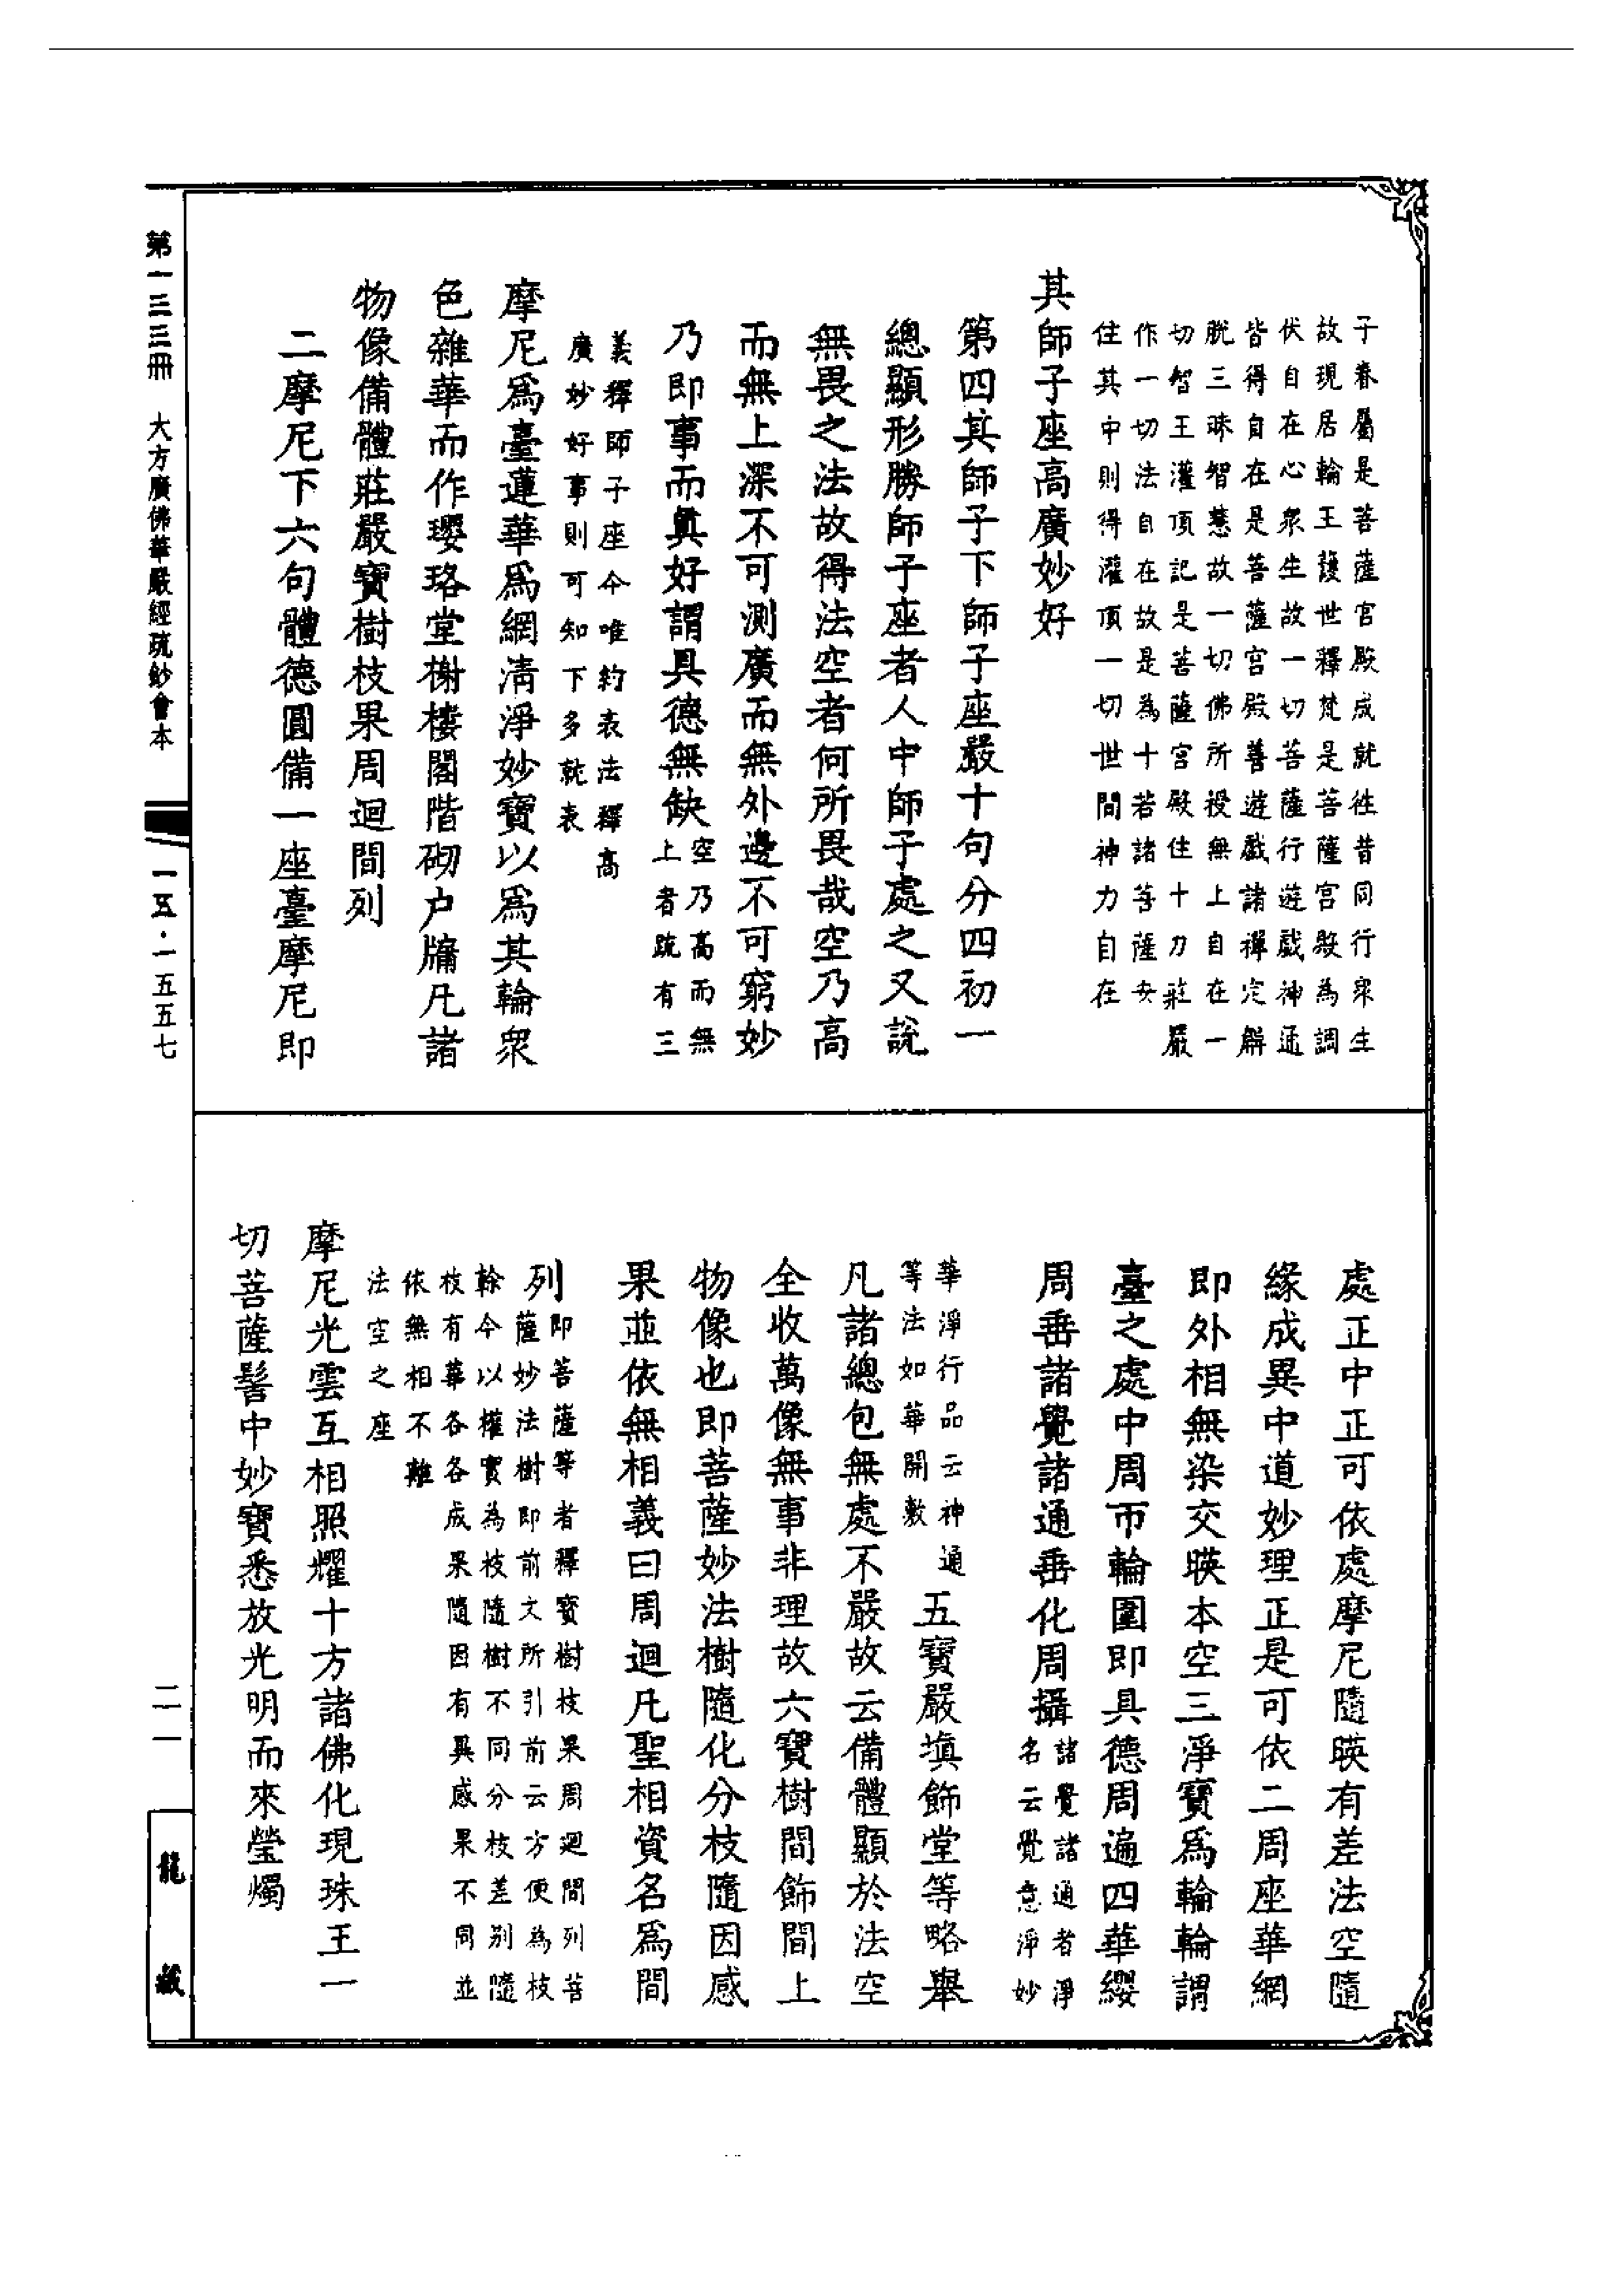 子眷屬是菩薩宮殿成就往昔同行眾生
故現居輪王護世釋梵是菩薩宮殿為調
伏自在心眾生故一切菩薩行遊戲神通
皆得自在是菩薩宮殿善遊戲諸禪定解
脫三昧智慧故一切佛所授無上自在一
切智王灌頂記是菩薩宮殿住十力莊嚴
作一切法自在故是為十若諸菩薩安
住其中則得灌頂一切世間神力自在
其師子座高廣妙好
第四其師子下師子座嚴十句分四初一
總顯形勝師子座者人中師子處之又說
無畏之法故得法空者何所畏哉空乃高
而無上深不可測廣而無外邊不可窮妙
乃即事而眞好謂具德無缺空乃高而無
上者疏有三
義釋師子座今唯約表法釋高
廣妙好事則可知下多就表
摩尼爲臺蓮華爲網清淨妙寶以爲其輪眾
色雜華而作瓔珞堂榭樓閣階砌户牖凡諸
物像備體莊嚴寶樹枝果周迴間列
二摩尼下六句體德圓備一座臺摩尼即
處正中正可依處摩尼隨暎有差法空隨
緣成異中道妙理正是可依二周座華網
即外相無染交暎本空三淨寶爲輪輪謂
臺之處中周帀輪圍即具德周遍四華纓
周垂諸覺諸通垂化周攝諸覺諸通者淨
名云覺意淨妙
華淨行品云神通
等法如華開敷五寶嚴填飾堂等略舉
凡諸總包無處不嚴故云備體顯於法空
全收萬像無事非理故六寶樹間飾間上
物像也即菩薩妙法樹隨化分枝隨因感
果並依無相義曰周迴凡聖相資名爲間
列即菩薩等者釋寶樹枝果周迴間列菩
薩妙法樹即前文所引前云方便為枝
幹今以權實為枝隨樹不同分枝差別隨
枝有華各各成果隨因有異感果不同並
依無相不離
法空之座
摩尼光雲互相照耀十方諸佛化現珠王一
切菩薩髻中妙寶悉放光明而來瑩燭
第一三三冊　大方廣佛華嚴經疏鈔會本
一五·一五五七
二一
龍藏